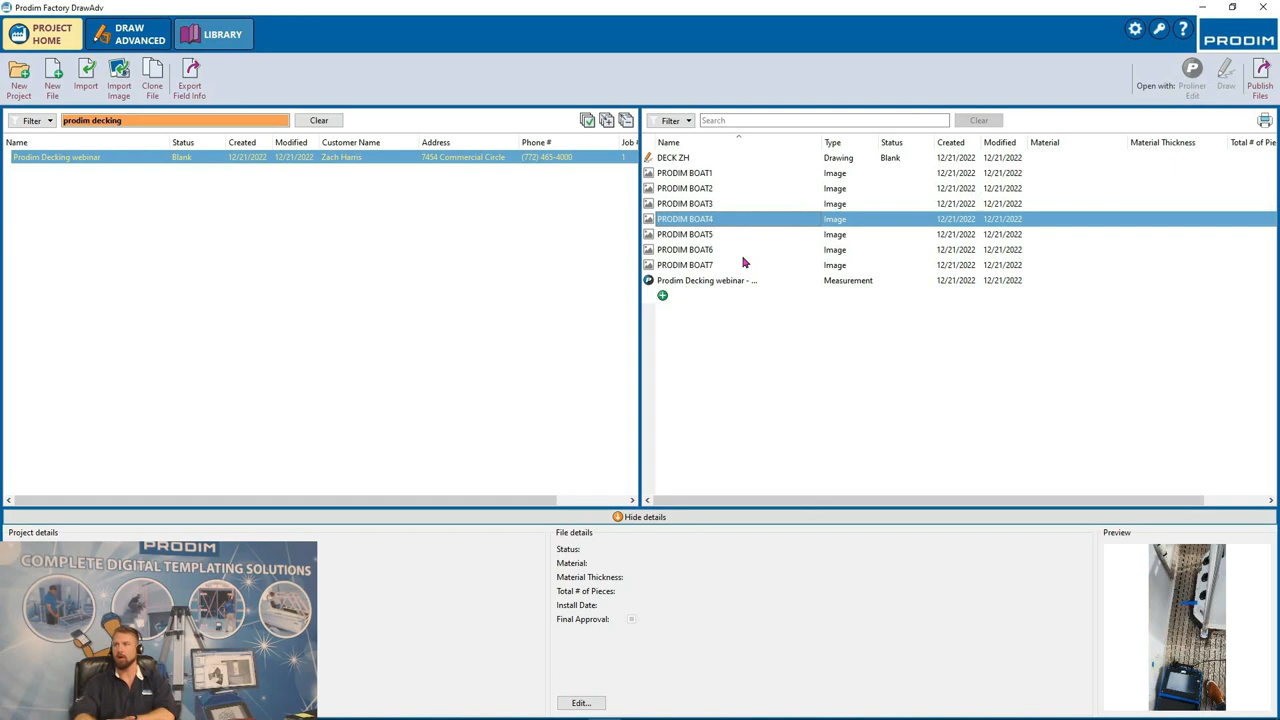 Prodim Factory DrawAdv
PROJECT HOME
DRAW ADVANCED
LIBRARY
PRODIM
New Project
New File
Import
Import Image
Clone File
Export Field Info
Open with:
Proliner Edit
Draw
Publish Files
Filter
prodim decking
Clear
Filter
Search
Clear
Name Status Created Modified Customer Name Address Phone # Job #
Prodim Decking webinar Blank 12/21/2022 12/21/2022 Zach Harris 7454 Commercial Circle (772) 465-4000 1
Name Type Status Created Modified Material Material Thickness Total # of Pie
DECK ZH Drawing Blank 12/21/2022 12/21/2022
PRODIM BOAT1 Image 12/21/2022 12/21/2022
PRODIM BOAT2 Image 12/21/2022 12/21/2022
PRODIM BOAT3 Image 12/21/2022 12/21/2022
PRODIM BOAT4 Image 12/21/2022 12/21/2022
PRODIM BOAT5 Image 12/21/2022 12/21/2022
PRODIM BOAT6 Image 12/21/2022 12/21/2022
PRODIM BOAT7 Image 12/21/2022 12/21/2022
Prodim Decking webinar - ... Measurement 12/21/2022 12/21/2022
Hide details
Project details
PRODIM
COMPLETE DIGITAL TEMPLATING SOLUTIONS
File details
Status:
Material:
Material Thickness:
Total # of Pieces:
Install Date:
Final Approval:
Edit...
Preview